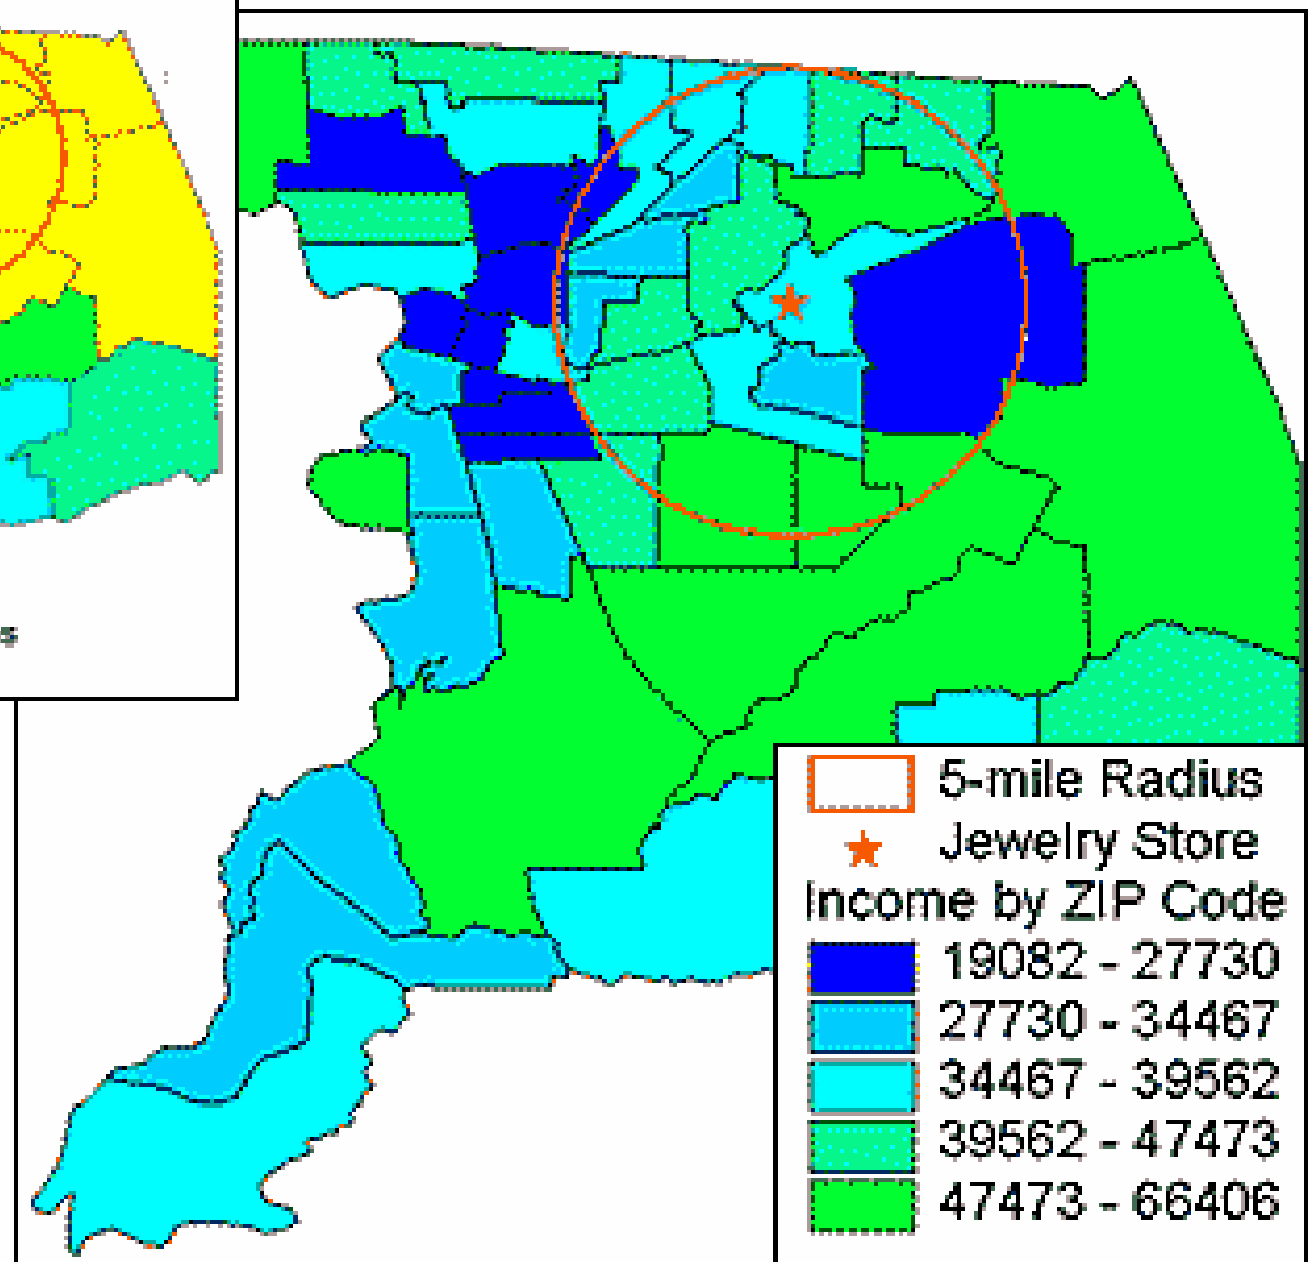 s
5-mile Radius
Jewelry Store
Income by ZIP Code
19082 - 27730
27730 - 34467
34467 - 39562
39562 - 47473
47473 - 66406